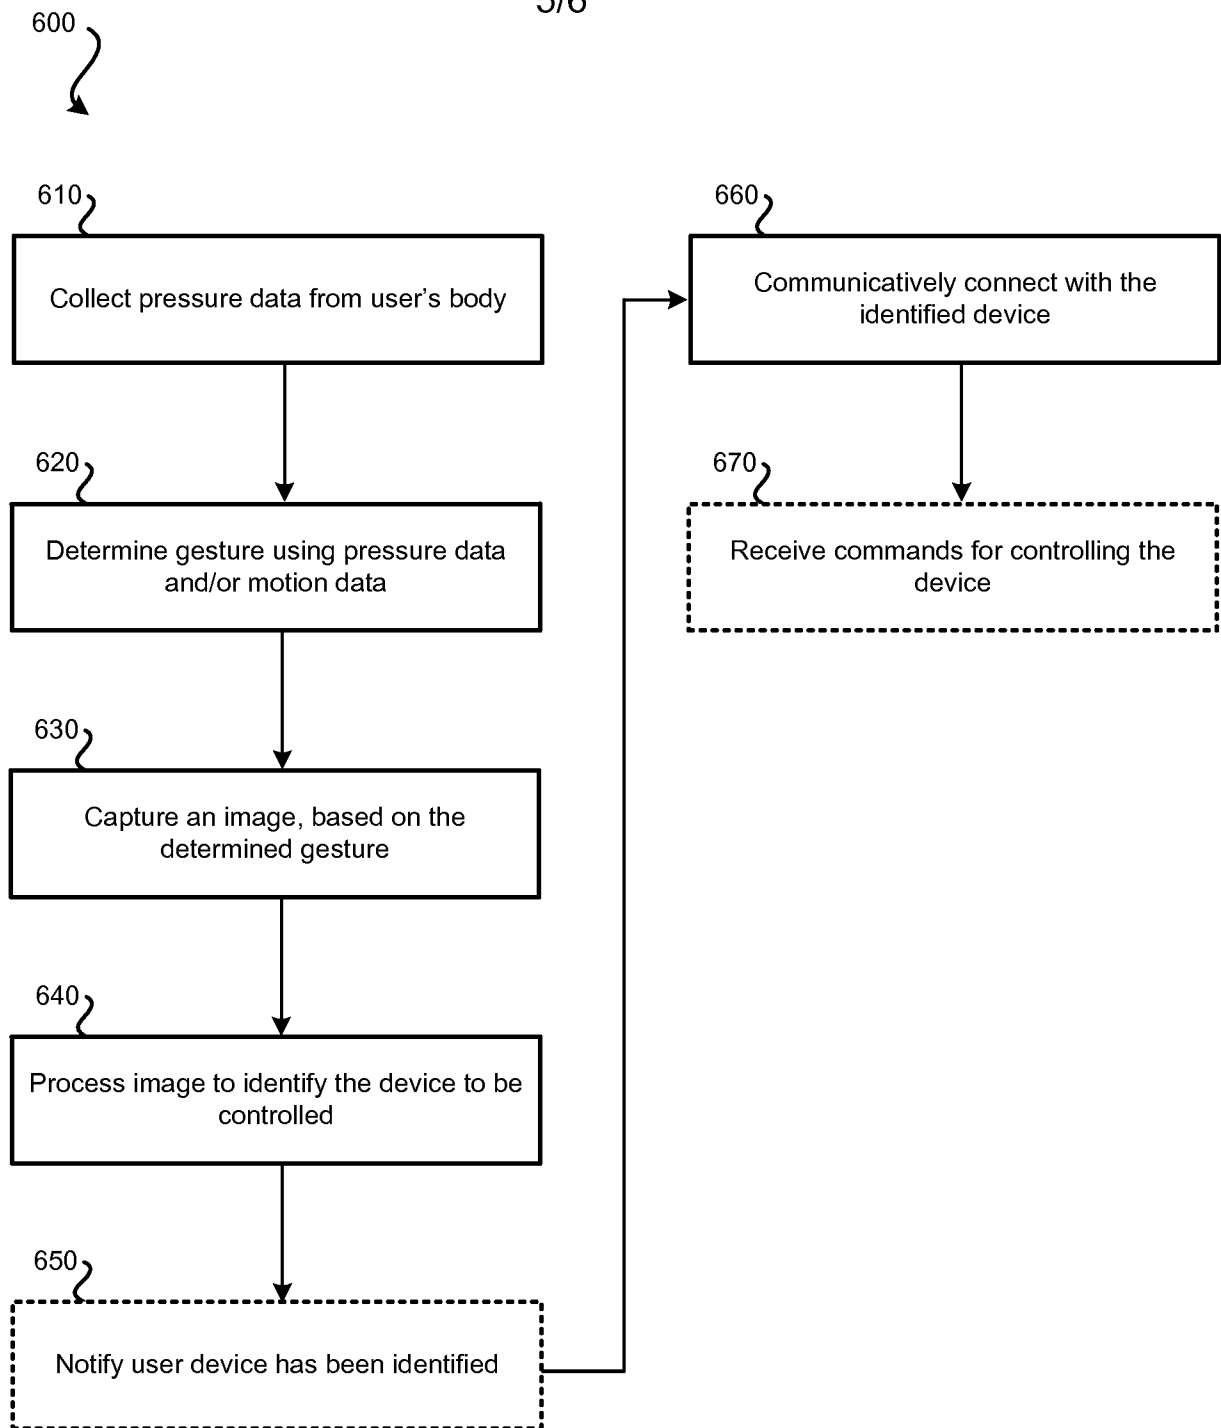 5/6
600
610
Collect pressure data from user's body
620
Determine gesture using pressure data
and/or motion data
630
Capture an image, based on the
determined gesture
640
Process image to identify the device to be
controlled
650
Notify user device has been identified
660
Communicatively connect with the
identified device
670
Receive commands for controlling the
device